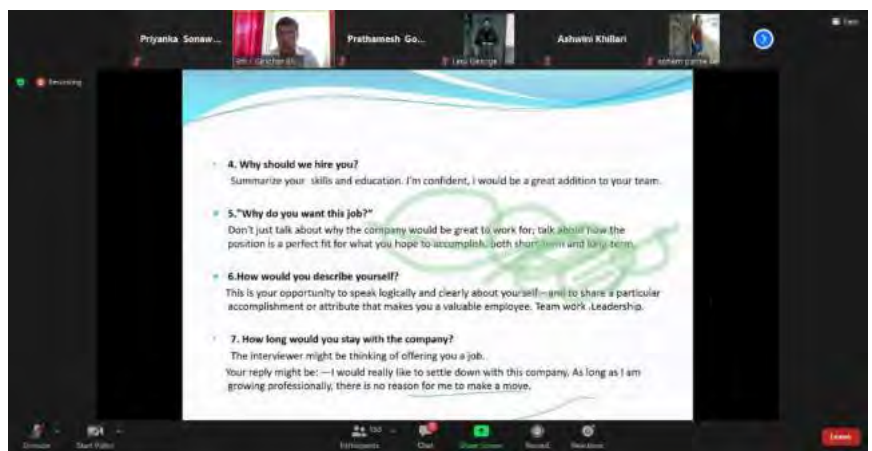 Priyanka Sonaw...
Prathamesh Go...
Ashwini Khillari
Recording
4. Why should we hire you?
Summarize your skills and education. I'm confident, I would be a great addition to your team.
5."Why do you want this job?"
Don't just talk about why the company would be great to work for; talk about how the
position is a perfect fit for what you hope to accomplish, both short-term and long-term.
6.How would you describe yourself?
This is your opportunity to speak logically and clearly about yourself—and to share a particular
accomplishment or attribute that makes you a valuable employee. Team work .Leadership.
7. How long would you stay with the company?
The interviewer might be thinking of offering you a job.
Your reply might be: —I would really like to settle down with this company. As long as I am
growing professionally, there is no reason for me to make a move.
Start Video
Participants
Chat
Share Screen
Record
Reactions
Leave